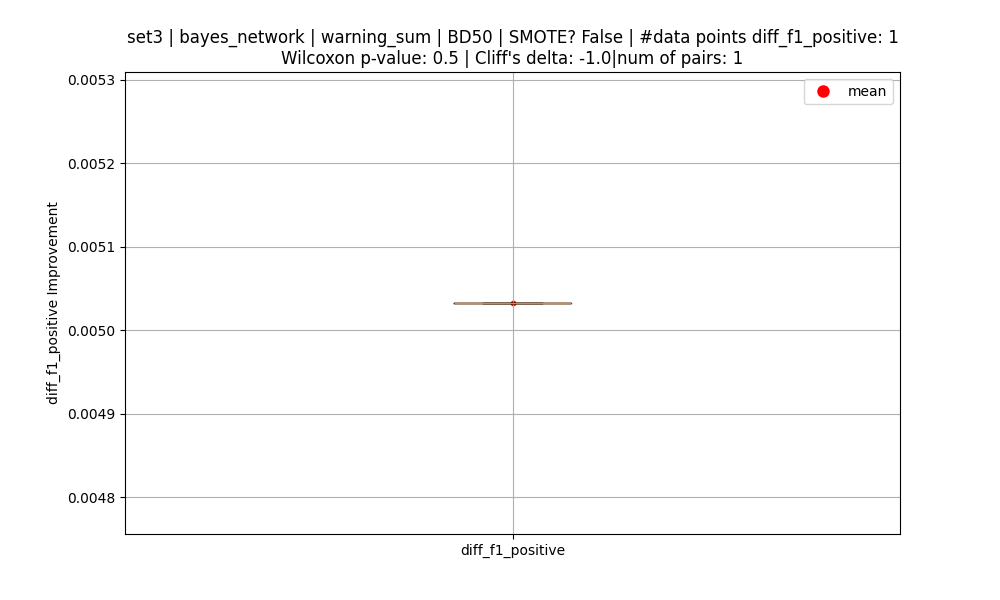 set3 | bayes_network | warning_sum | BD50 | SMOTE? False | #data points diff_f1_positive: 1
Wilcoxon p-value: 0.5 | Cliff's delta: -1.0|num of pairs: 1
mean
0.0053
0.0052
0.0051
0.0050
0.0049
0.0048
diff_f1_positive Improvement
diff_f1_positive